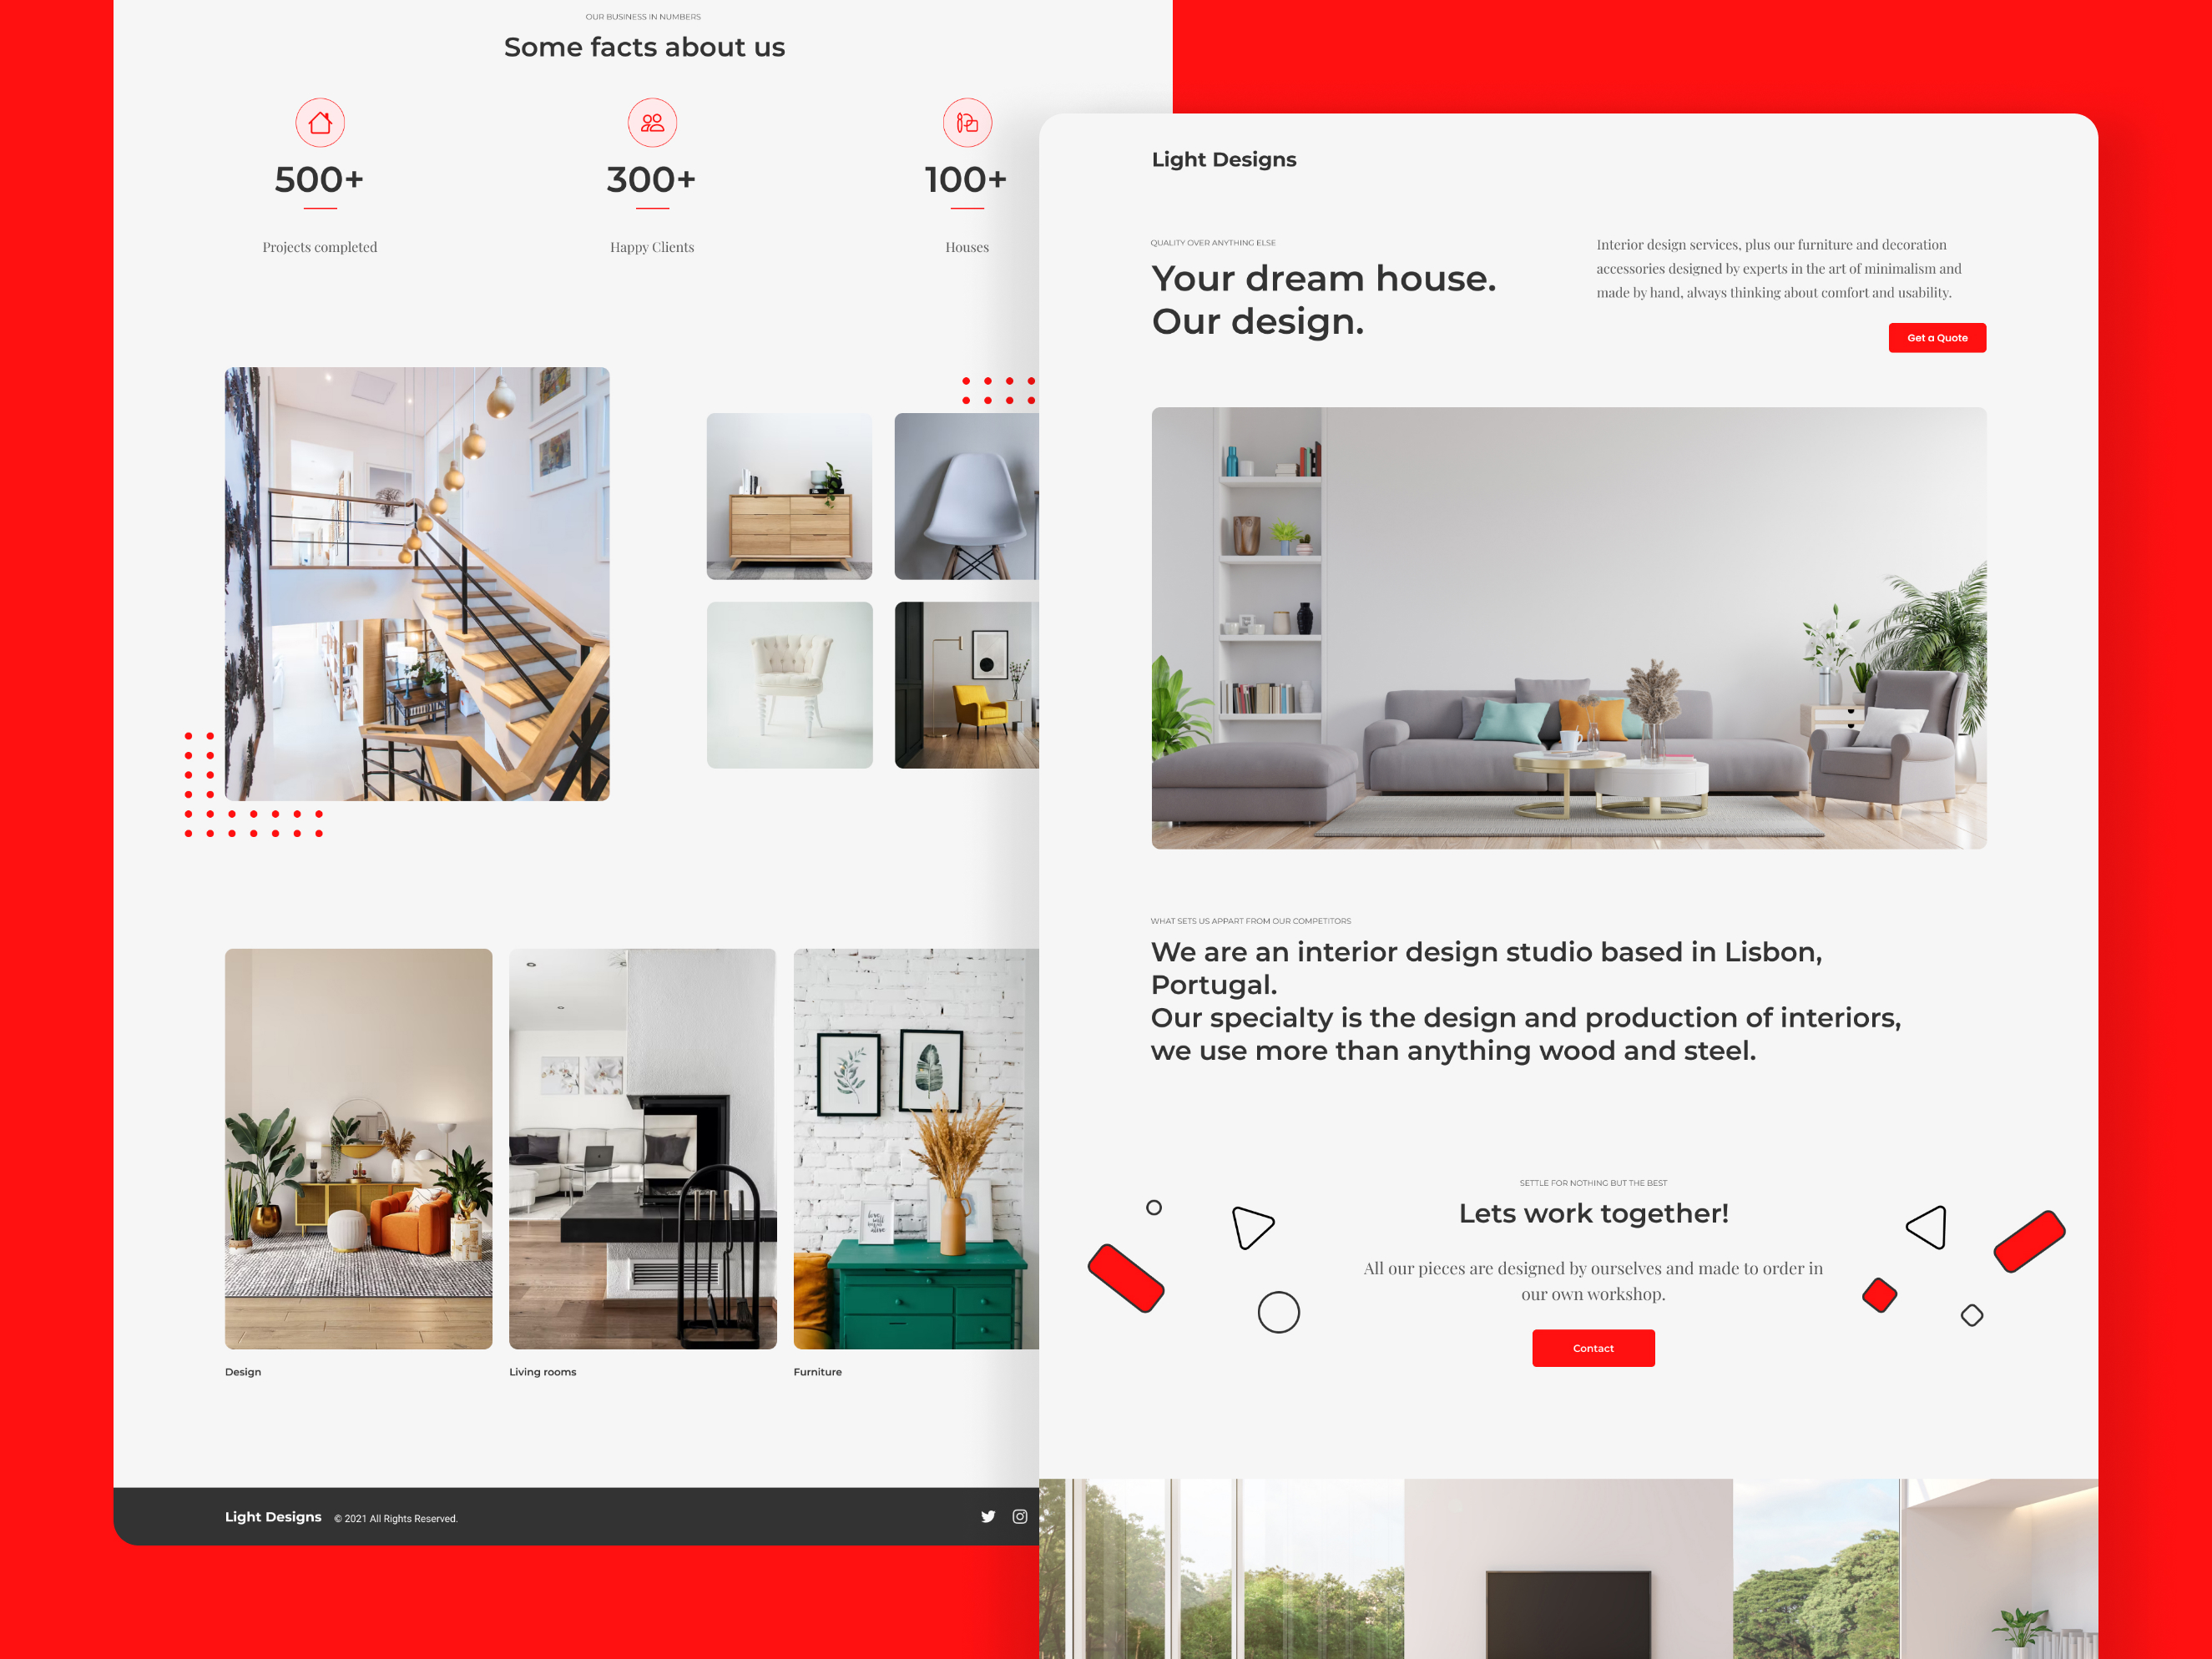 OUR BUSINESS IN NUMBERS
Some facts about us
500+
300+
100+
Projects completed
Happy Clients
Houses
Design
Living rooms
Furniture
Light Designs
© 2021 All Rights Reserved.
Light Designs
QUALITY OVER ANYTHING ELSE
Your dream house.
Our design.
Interior design services, plus our furniture and decoration
accessories designed by experts in the art of minimalism and
made by hand, always thinking about comfort and usability.
Get a Quote
WHAT SETS US APPART FROM OUR COMPETITORS
We are an interior design studio based in Lisbon,
Portugal.
Our specialty is the design and production of interiors,
we use more than anything wood and steel.
SETTLE FOR NOTHING BUT THE BEST
Lets work together!
All our pieces are designed by ourselves and made to order in
our own workshop.
Contact